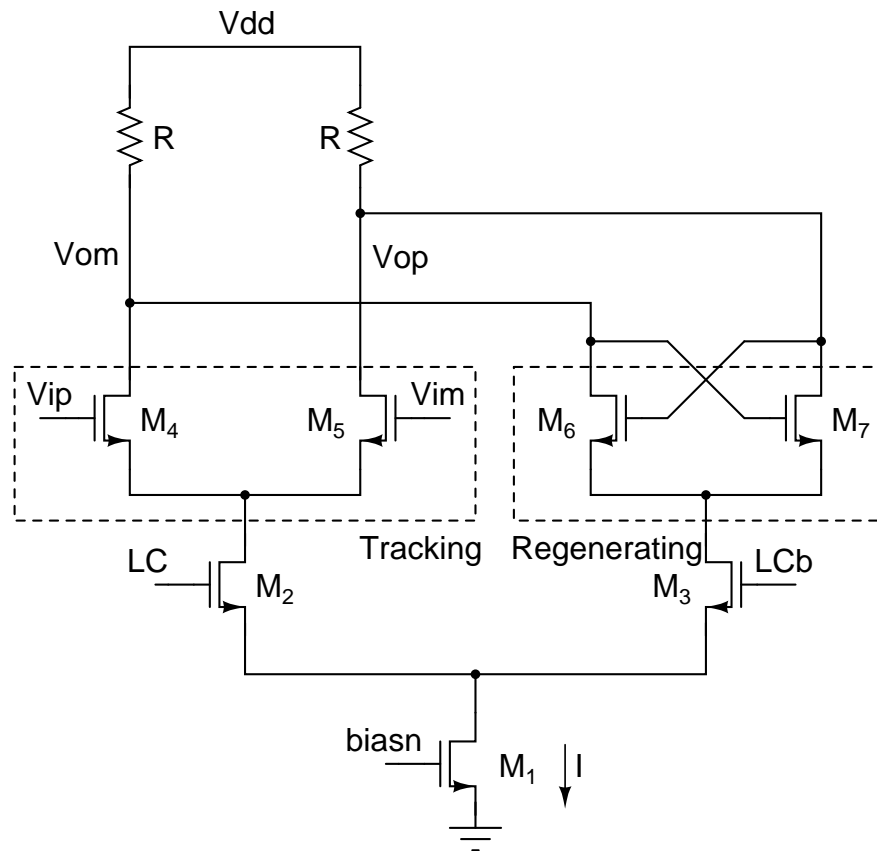 Vdd
R R
Vom Vop
Vip M4 M5 Vim M6 M7
Tracking Regenerating
LC M2 M3 LCb
biasn M1 I